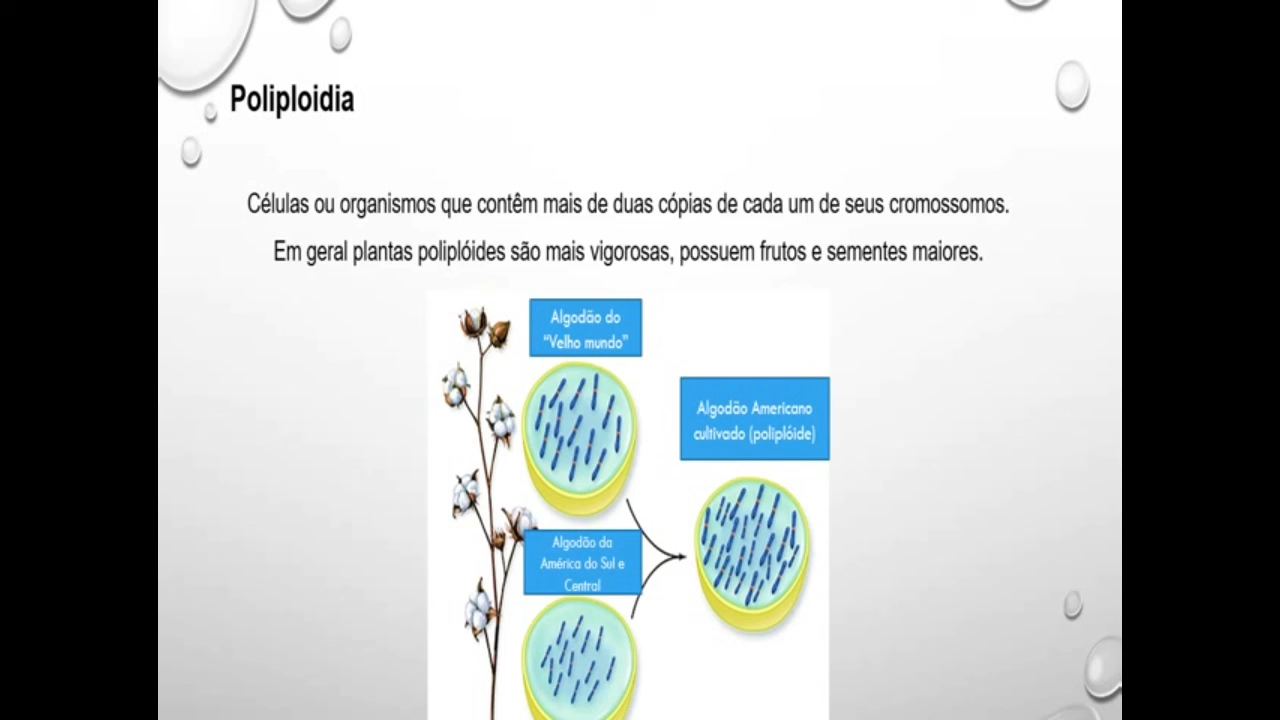 Poliploidia
Células ou organismos que contêm mais de duas cópias de cada um de seus cromossomos.
Em geral plantas poliplóides são mais vigorosas, possuem frutos e sementes maiores.
Algodão do
"Velho mundo"
Algodão Americano
cultivado (poliplóide)
Algodão da
América do Sul e
Central